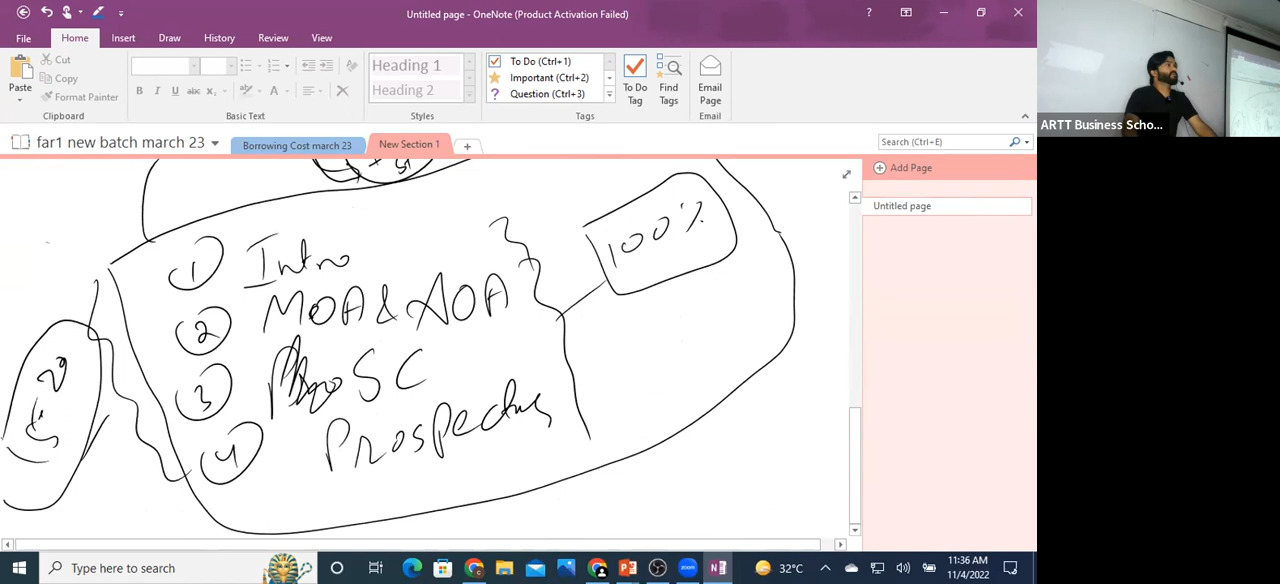 Untitled page - OneNote (Product Activation Failed)
?
File Home Insert Draw History Review View
Paste
Cut
Copy
Format Painter
Clipboard
B I U abc X₂ A
Basic Text
Heading 1
Heading 2
Styles
To Do (Ctrl+1)
Important (Ctrl+2)
? Question (Ctrl+3)
Tags
To Do
Tag
Find
Tags
Email
Page
Email
ARTT Business Scho...
far1 new batch march 23
Borrowing Cost march 23
New Section 1
+
Search (Ctrl+E)
Add Page
Untitled page
1 Intro
2 MOA & AOA
3 SC
4 Prospectus
100%
Type here to search
zoom
32°C
11:36 AM
11/4/2022